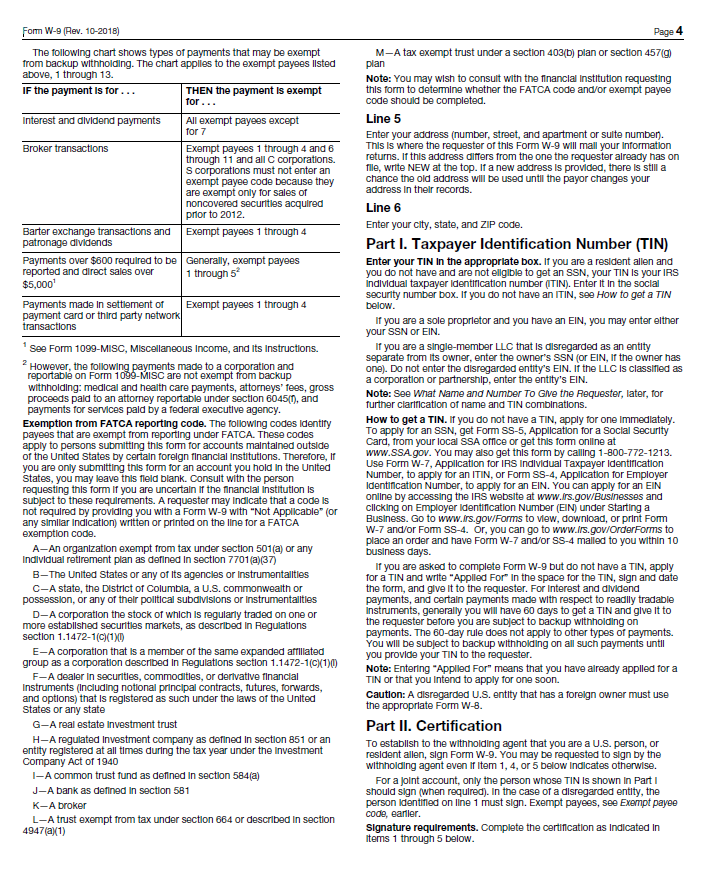 Form W-9 (Rev. 10-2018)
Page 4
The following chart shows types of payments that may be exempt
from backup withholding. The chart applies to the exempt payees listed
above, 1 through 13.
IF the payment is for . . .
THEN the payment is exempt
for . . .
Interest and dividend payments
All exempt payees except
for 7
Broker transactions
Exempt payees 1 through 4 and 6
through 11 and all C corporations.
S corporations must not enter an
exempt payee code because they
are exempt only for sales of
noncovered securities acquired
prior to 2012.
Barter exchange transactions and
patronage dividends
Exempt payees 1 through 4
Payments over $600 required to be
reported and direct sales over
$5,000¹
Generally, exempt payees
1 through 5²
Payments made in settlement of
payment card or third party network
transactions
Exempt payees 1 through 4
¹ See Form 1099-MISC, Miscellaneous Income, and its instructions.
² However, the following payments made to a corporation and
reportable on Form 1099-MISC are not exempt from backup
withholding: medical and health care payments, attorneys' fees, gross
proceeds paid to an attorney reportable under section 6045(f), and
payments for services paid by a federal executive agency.
Exemption from FATCA reporting code. The following codes identify
payees that are exempt from reporting under FATCA. These codes
apply to persons submitting this form for accounts maintained outside
of the United States by certain foreign financial institutions. Therefore, if
you are only submitting this form for an account you hold in the United
States, you may leave this field blank. Consult with the person
requesting this form if you are uncertain if the financial institution is
subject to these requirements. A requester may indicate that a code is
not required by providing you with a Form W-9 with "Not Applicable" (or
any similar indication) written or printed on the line for a FATCA
exemption code.
A—An organization exempt from tax under section 501(a) or any
individual retirement plan as defined in section 7701(a)(37)
B—The United States or any of its agencies or instrumentalities
C—A state, the District of Columbia, a U.S. commonwealth or
possession, or any of their political subdivisions or instrumentalities
D—A corporation the stock of which is regularly traded on one or
more established securities markets, as described in Regulations
section 1.1472-1(c)(1)(i)
E—A corporation that is a member of the same expanded affiliated
group as a corporation described in Regulations section 1.1472-1(c)(1)(i)
F—A dealer in securities, commodities, or derivative financial
instruments (including notional principal contracts, futures, forwards,
and options) that is registered as such under the laws of the United
States or any state
G—A real estate investment trust
H—A regulated investment company as defined in section 851 or an
entity registered at all times during the tax year under the Investment
Company Act of 1940
I—A common trust fund as defined in section 584(a)
J—A bank as defined in section 581
K—A broker
L—A trust exempt from tax under section 664 or described in section
4947(a)(1)
M—A tax exempt trust under a section 403(b) plan or section 457(g)
plan
Note: You may wish to consult with the financial institution requesting
this form to determine whether the FATCA code and/or exempt payee
code should be completed.
Line 5
Enter your address (number, street, and apartment or suite number).
This is where the requester of this Form W-9 will mail your information
returns. If this address differs from the one the requester already has on
file, write NEW at the top. If a new address is provided, there is still a
chance the old address will be used until the payor changes your
address in their records.
Line 6
Enter your city, state, and ZIP code.
Part I. Taxpayer Identification Number (TIN)
Enter your TIN in the appropriate box. If you are a resident alien and
you do not have and are not eligible to get an SSN, your TIN is your IRS
individual taxpayer identification number (ITIN). Enter it in the social
security number box. If you do not have an ITIN, see How to get a TIN
below.
If you are a sole proprietor and you have an EIN, you may enter either
your SSN or EIN.
If you are a single-member LLC that is disregarded as an entity
separate from its owner, enter the owner's SSN (or EIN, if the owner has
one). Do not enter the disregarded entity's EIN. If the LLC is classified as
a corporation or partnership, enter the entity's EIN.
Note: See What Name and Number To Give the Requester, later, for
further clarification of name and TIN combinations.
How to get a TIN. If you do not have a TIN, apply for one immediately.
To apply for an SSN, get Form SS-5, Application for a Social Security
Card, from your local SSA office or get this form online at
www.SSA.gov. You may also get this form by calling 1-800-772-1213.
Use Form W-7, Application for IRS Individual Taxpayer Identification
Number, to apply for an ITIN, or Form SS-4, Application for Employer
Identification Number, to apply for an EIN. You can apply for an EIN
online by accessing the IRS website at www.irs.gov/Businesses and
clicking on Employer Identification Number (EIN) under Starting a
Business. Go to www.irs.gov/Forms to view, download, or print Form
W-7 and/or Form SS-4. Or, you can go to www.irs.gov/OrderForms to
place an order and have Form W-7 and/or SS-4 mailed to you within 10
business days.
If you are asked to complete Form W-9 but do not have a TIN, apply
for a TIN and write "Applied For" in the space for the TIN, sign and date
the form, and give it to the requester. For interest and dividend
payments, and certain payments made with respect to readily tradable
instruments, generally you will have 60 days to get a TIN and give it to
the requester before you are subject to backup withholding on
payments. The 60-day rule does not apply to other types of payments.
You will be subject to backup withholding on all such payments until
you provide your TIN to the requester.
Note: Entering "Applied For" means that you have already applied for a
TIN or that you intend to apply for one soon.
Caution: A disregarded U.S. entity that has a foreign owner must use
the appropriate Form W-8.
Part II. Certification
To establish to the withholding agent that you are a U.S. person, or
resident alien, sign Form W-9. You may be requested to sign by the
withholding agent even if item 1, 4, or 5 below indicates otherwise.
For a joint account, only the person whose TIN is shown in Part I
should sign (when required). In the case of a disregarded entity, the
person identified on line 1 must sign. Exempt payees, see Exempt payee
code, earlier.
Signature requirements. Complete the certification as indicated in
items 1 through 5 below.